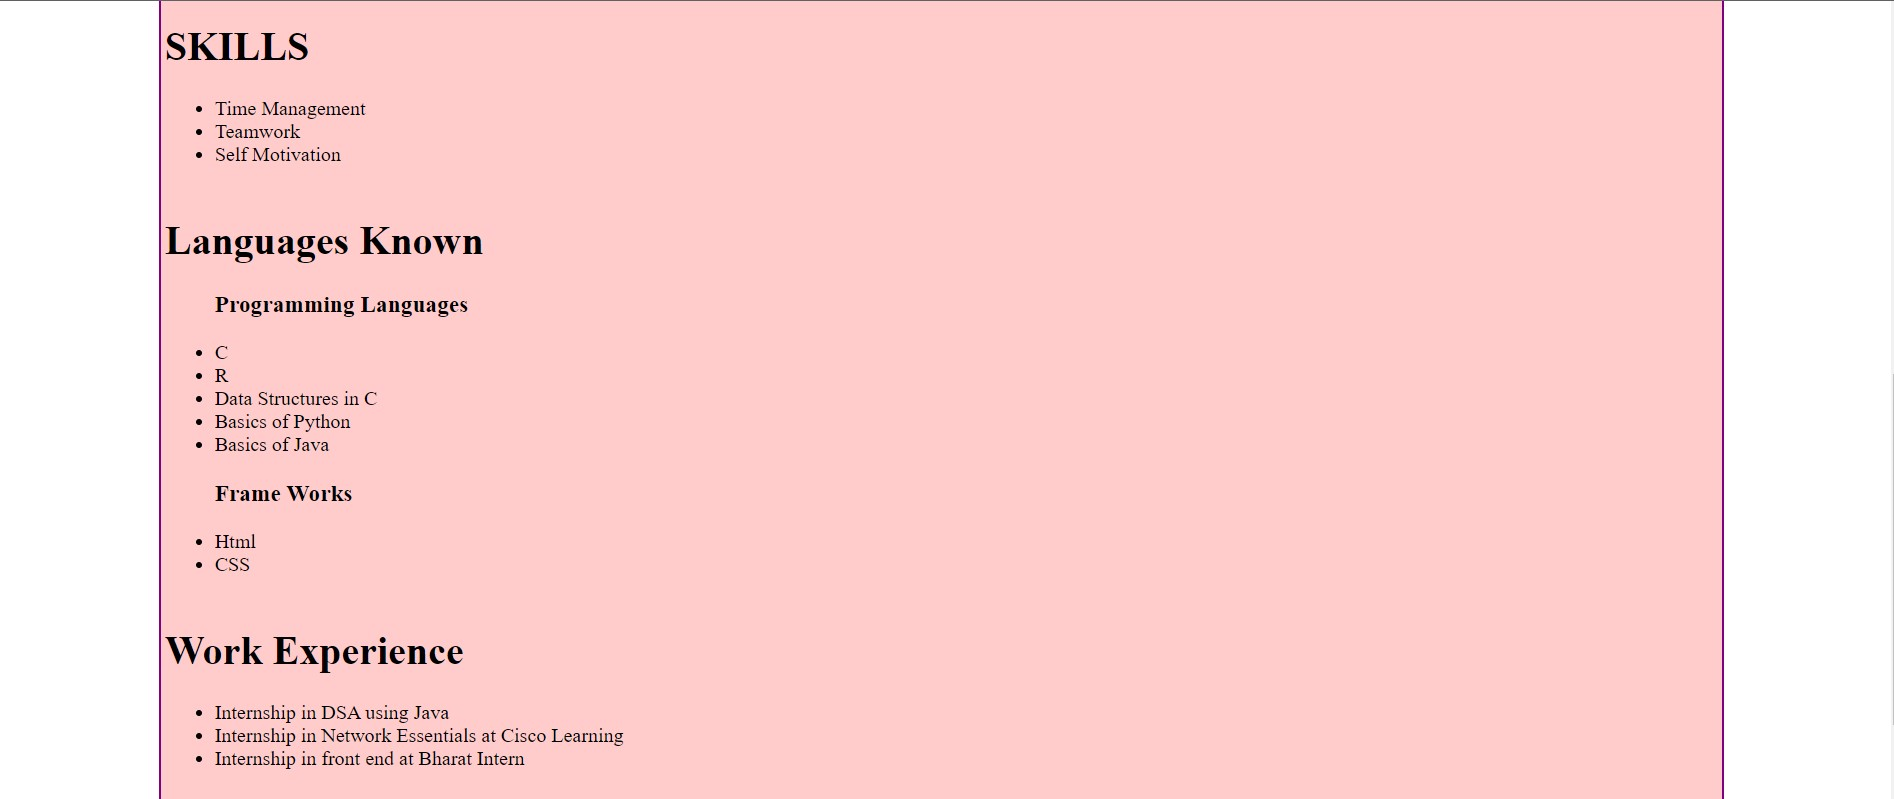 SKILLS
Time Management
Teamwork
Self Motivation
Languages Known
Programming Languages
C
R
Data Structures in C
Basics of Python
Basics of Java
Frame Works
Html
CSS
Work Experience
Internship in DSA using Java
Internship in Network Essentials at Cisco Learning
Internship in front end at Bharat Intern